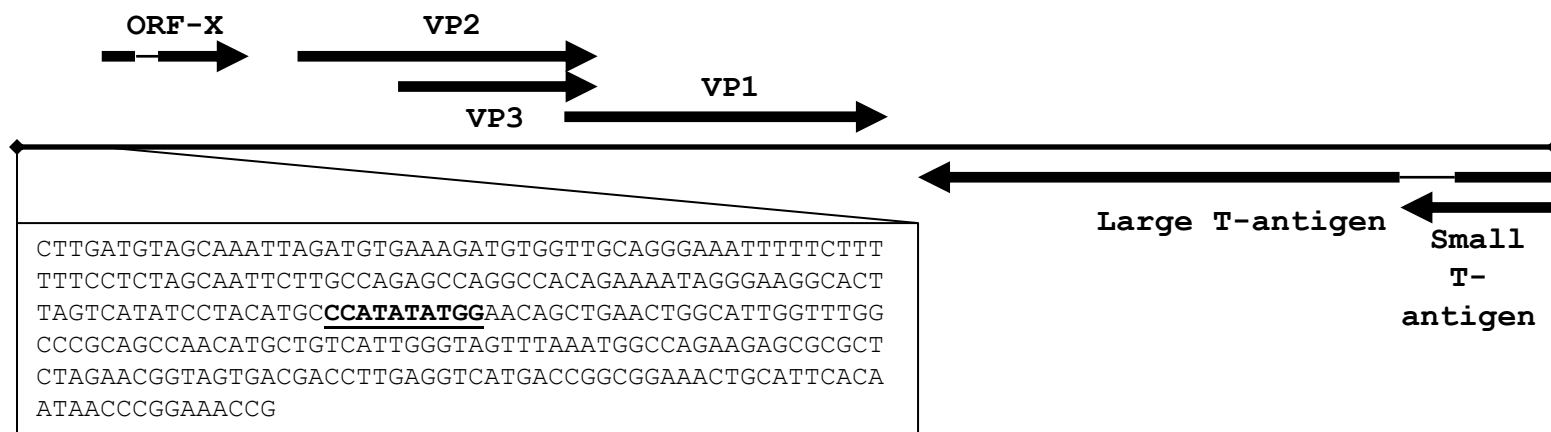 ORF-X
VP2
VP1
VP3
Large T-antigen
Small
T-
antigen
CTTGATGTAGCAAATTAGATGTGAAAGATGTGGTTGCAGGGAAATTTTTCTTT
TTTCCTCTAGCAATTCTTGCCAGAGCCAGGCCACAGAAAATAGGGAAGGCACT
TAGTCATATCCTACATGCCCATATATGGAACAGCTGAACTGGCATTGGTTTGG
CCCGCAGCCAACATGCTGTCATTGGGTAGTTTAAATGGCCAGAAGAGCGCGCT
CTAGAACGGTAGTGACGACCTTGAGGTCATGACCGGCGGAAACTGCATTCACA
ATAACCCGGAAACCG